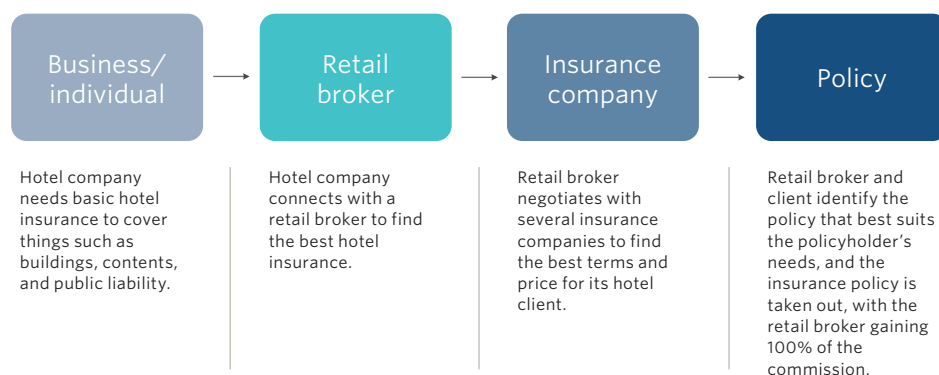 Business/
individual
Retail
broker
Insurance
company
Policy
Hotel company
needs basic hotel
insurance to cover
things such as
buildings, contents,
and public liability.
Hotel company
connects with a
retail broker to find
the best hotel
insurance.
Retail broker
negotiates with
several insurance
companies to find
the best terms and
price for its hotel
client.
Retail broker and
client identify the
policy that best suits
the policyholder’s
needs, and the
insurance policy is
taken out, with the
retail broker gaining
100% of the
commission.